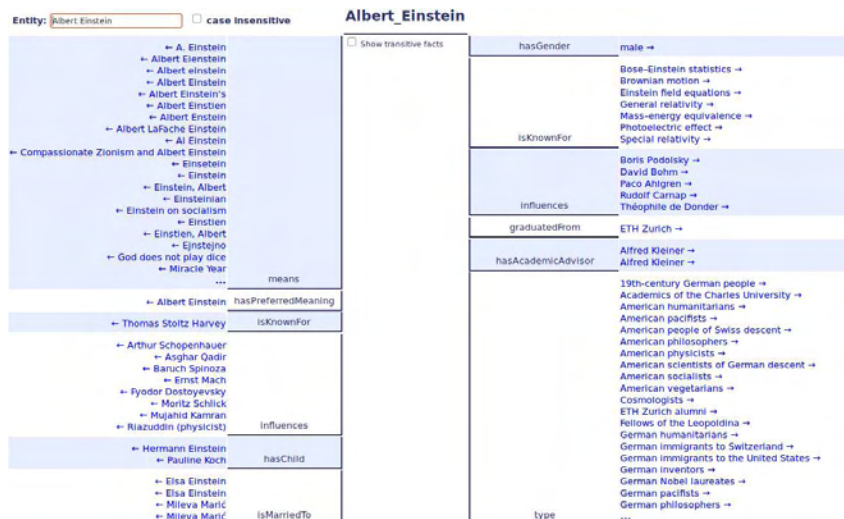 Entity: Albert Einstein case insensitive
Albert_Einstein
← A. Einstein
← Albert Eienstein
← Albert einstein
← Albert Einstein
← Albert Einstein's
← Albert Einstien
← Albert Enstein
← Albert LaFache Einstein
← Al Einstein
← Compassionate Zionism and Albert Einstein
← Einsetein
← Einstein
← Einstein, Albert
← Einsteinian
← Einstein on socialism
← Einstien
← Einstien, Albert
← Ejnstejno
← God does not play dice
← Miracle Year
...
means
← Albert Einstein hasPreferredMeaning
← Thomas Stoltz Harvey isKnownFor
← Arthur Schopenhauer
← Asghar Qadir
← Baruch Spinoza
← Ernst Mach
← Fyodor Dostoyevsky
← Moritz Schlick
← Mujahid Kamran
← Riazuddin (physicist) influences
← Hermann Einstein
← Pauline Koch hasChild
← Elsa Einstein
← Elsa Einstein
← Mileva Marić
← Mileva Marić isMarriedTo
Show transitive facts
hasGender male →
Bose–Einstein statistics →
Brownian motion →
Einstein field equations →
General relativity →
Mass–energy equivalence →
Photoelectric effect →
isKnownFor Special relativity →
Boris Podolsky →
David Bohm →
Paco Ahlgren →
Rudolf Carnap →
influences Théophile de Donder →
graduatedFrom ETH Zurich →
Alfred Kleiner →
hasAcademicAdvisor Alfred Kleiner →
19th-century German people →
Academics of the Charles University →
American humanitarians →
American pacifists →
American people of Swiss descent →
American philosophers →
American physicists →
American scientists of German descent →
American socialists →
American vegetarians →
Cosmologists →
ETH Zurich alumni →
Fellows of the Leopoldina →
German humanitarians →
German immigrants to Switzerland →
German immigrants to the United States →
German inventors →
German Nobel laureates →
German pacifists →
German philosophers →
type ...